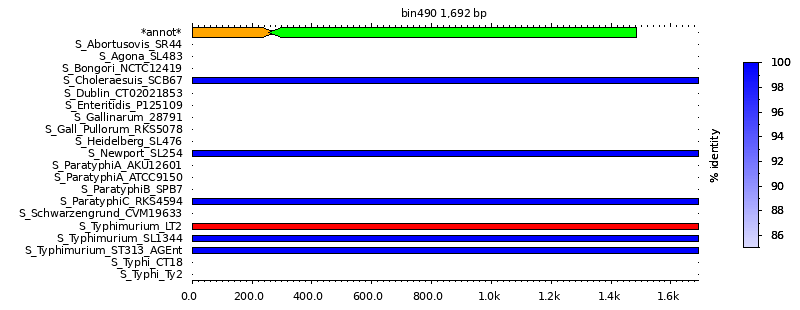 bin490 1,692 bp
*annot*
S_Abortusovis_SR44
S_Agona_SL483
S_Bongori_NCTC12419
S_Choleraesuis_SCB67
S_Dublin_CT02021853
S_Enteritidis_P125109
S_Gallinarum_28791
S_Gall_Pullorum_RKS5078
S_Heidelberg_SL476
S_Newport_SL254
S_ParatyphiA_AKU12601
S_ParatyphiA_ATCC9150
S_ParatyphiB_SPB7
S_ParatyphiC_RKS4594
S_Schwarzengrund_CVM19633
S_Typhimurium_LT2
S_Typhimurium_SL1344
S_Typhimurium_ST313_AGEnt
S_Typhi_CT18
S_Typhi_Ty2
0.0 200.0 400.0 600.0 800.0 1.0k 1.2k 1.4k 1.6k
% identity
100
98
96
94
92
90
88
86